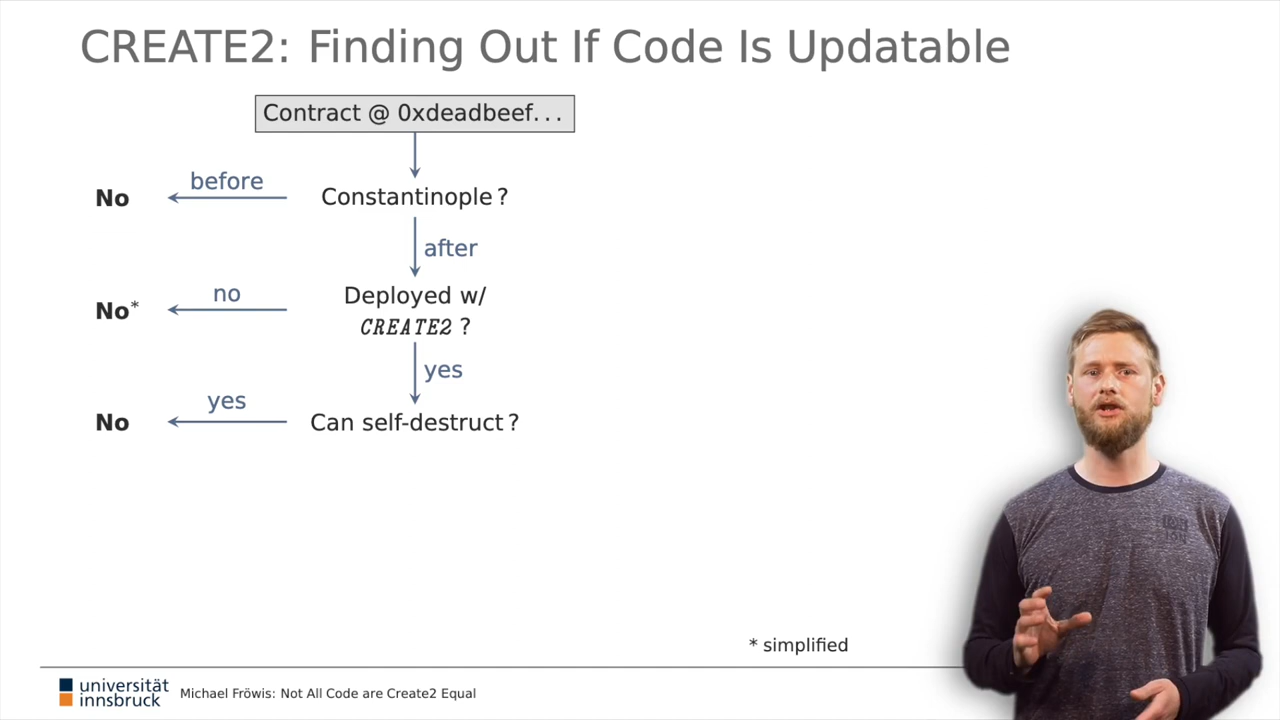 CREATE2: Finding Out If Code Is Updatable
Contract @ 0xdeadbeef...
before
No
Constantinople ?
after
no
No*
Deployed w/
CREATE2 ?
yes
yes
No
Can self-destruct ?
* simplified
universität
innsbruck
Michael Fröwis: Not All Code are Create2 Equal